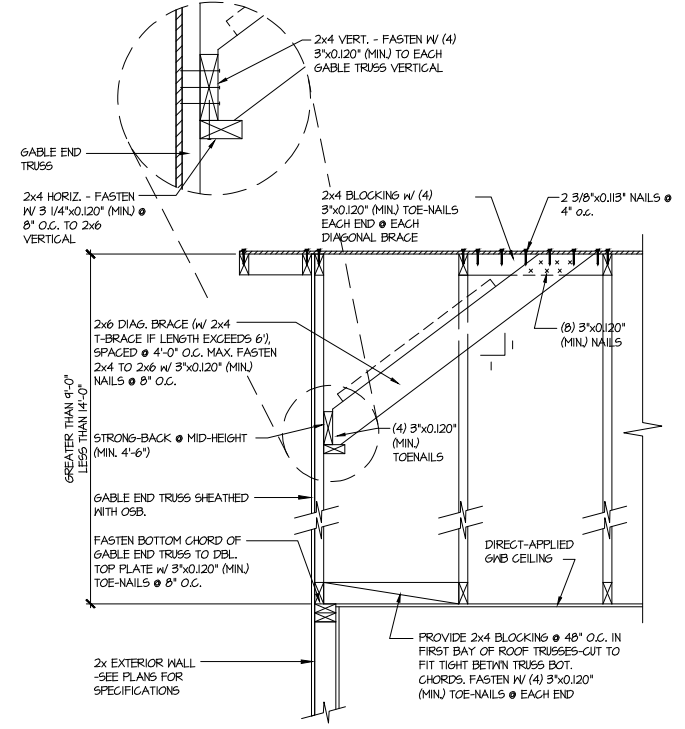 2x4 VERT. - FASTEN W/ (4)
3"x0.120" (MIN.) TO EACH
GABLE TRUSS VERTICAL
GABLE END
TRUSS
2x4 HORIZ. - FASTEN
W/ 3 1/4"x0.120" (MIN.) @
8" O.C. TO 2x6
VERTICAL
2x4 BLOCKING W/ (4)
3"x0.120" (MIN.) TOE-NAILS
EACH END @ EACH
DIAGONAL BRACE
2 3/8"x0.113" NAILS @
4" o.c.
2x6 DIAG. BRACE (W/ 2x4
T-BRACE IF LENGTH EXCEEDS 6'),
SPACED @ 4'-0" O.C. MAX. FASTEN
2x4 TO 2x6 W/ 3"x0.120" (MIN.)
NAILS @ 8" O.C.
(8) 3"x0.120"
(MIN.) NAILS
1
1
GREATER THAN 9'-0"
LESS THAN 14'-0"
STRONG-BACK @ MID-HEIGHT
(MIN. 4'-6")
(4) 3"x0.120"
(MIN.)
TOENAILS
GABLE END TRUSS SHEATHED
WITH OSB.
FASTEN BOTTOM CHORD OF
GABLE END TRUSS TO DBL.
TOP PLATE W/ 3"x0.120" (MIN.)
TOE-NAILS @ 8" O.C.
DIRECT-APPLIED
GWB CEILING
2x EXTERIOR WALL
-SEE PLANS FOR
SPECIFICATIONS
PROVIDE 2x4 BLOCKING @ 48" O.C. IN
FIRST BAY OF ROOF TRUSSES-CUT TO
FIT TIGHT BETW'N TRUSS BOT.
CHORDS. FASTEN W/ (4) 3"x0.120"
(MIN.) TOE-NAILS @ EACH END